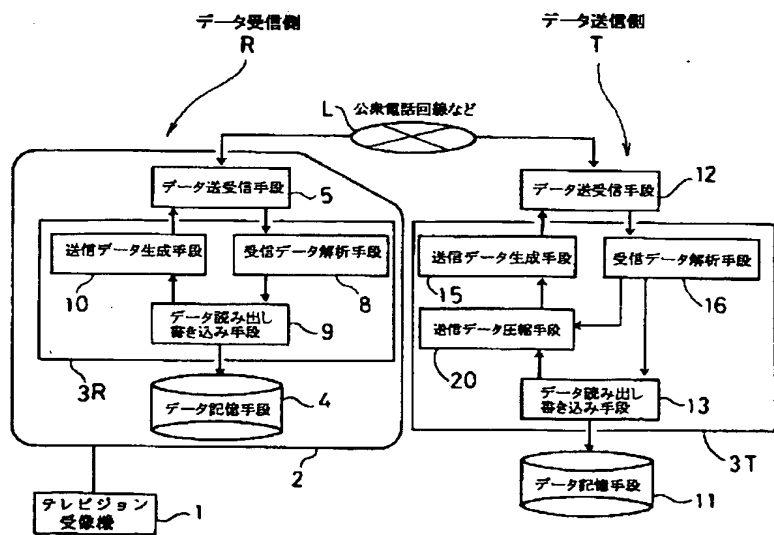 データ受信側
R
データ送信側
T
L
公衆電話回線など
データ送受信手段
5
データ送受信手段
12
送信データ生成手段
10
受信データ解析手段
8
送信データ生成手段
15
受信データ解析手段
16
データ読み出し
書き込み手段
9
送信データ圧縮手段
20
3R
データ記憶手段
4
データ読み出し
書き込み手段
13
2
3T
テレビジョン
受像機
1
データ記憶手段
11